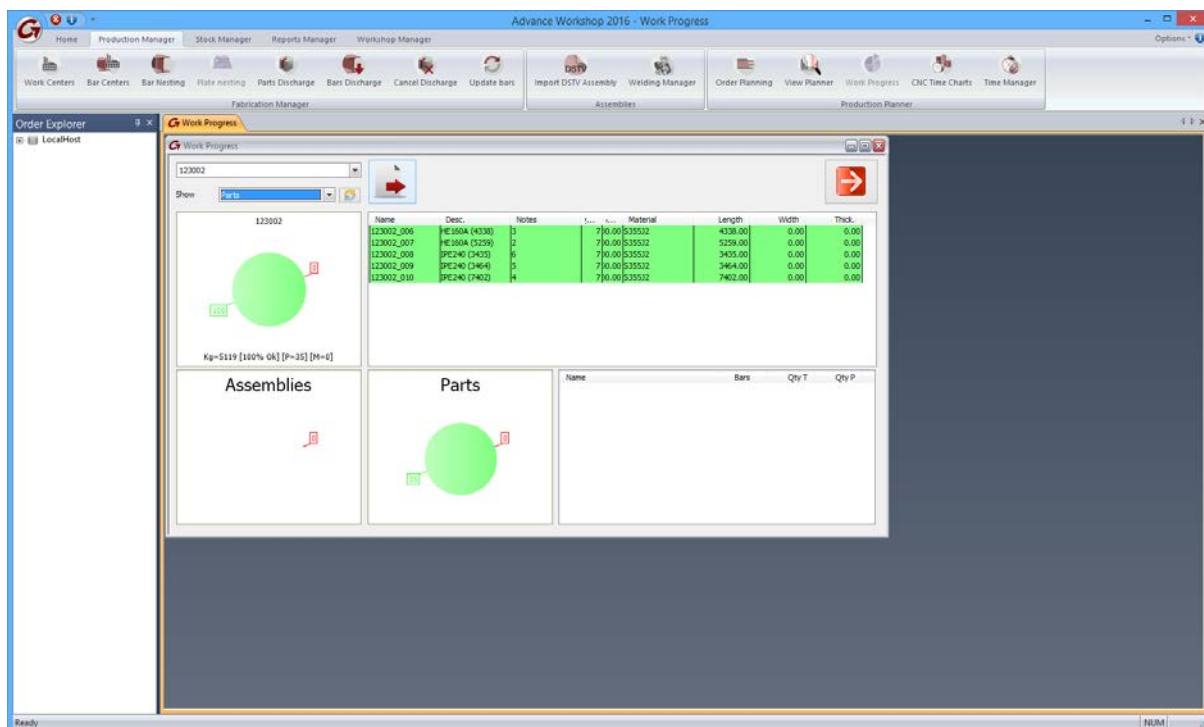 Advance Workshop 2016 - Work Progress
Home Production Manager Stock Manager Reports Manager Workshop Manager Options
Work Centers Bar Centers Bar Nesting Plate nesting Parts Discharge Bars Discharge Cancel Discharge Update bars Import DSTV Assembly Welding Manager Order Planning View Planner Work Progress CNC Time Charts Time Manager
Fabrication Manager Assemblies Production Planner
Order Explorer
LocalHost
Work Progress
Work Progress
123002
Show Parts
123002
0
100
Kg=5119 [100% Ok] [P=35] [M=0]
Name Desc. Notes Material Length Width Thick.
123002_006 HE160A (4338) 3 7 0.00 S355J2 4338.00 0.00 0.00
123002_007 HE160A (5259) 2 7 0.00 S355J2 5259.00 0.00 0.00
123002_008 IPE240 (3435) 6 7 0.00 S355J2 3435.00 0.00 0.00
123002_009 IPE240 (3464) 5 7 0.00 S355J2 3464.00 0.00 0.00
123002_010 IPE240 (7402) 4 7 0.00 S355J2 7402.00 0.00 0.00
Assemblies
0
Parts
0
35
Name Bars Qty T Qty P
Ready NUM